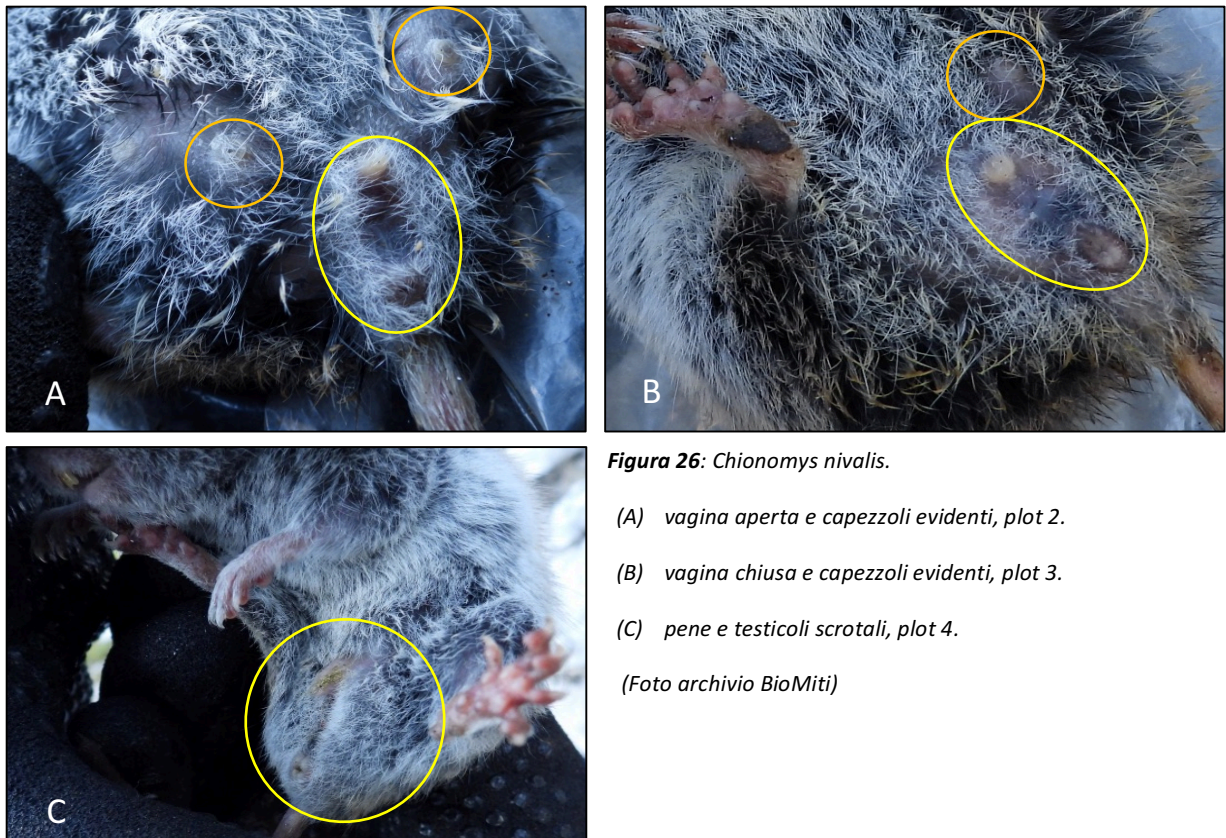 A
B
C
Figura 26: Chionomys nivalis.
(A) vagina aperta e capezzoli evidenti, plot 2.
(B) vagina chiusa e capezzoli evidenti, plot 3.
(C) pene e testicoli scrotali, plot 4.
(Foto archivio BioMiti)